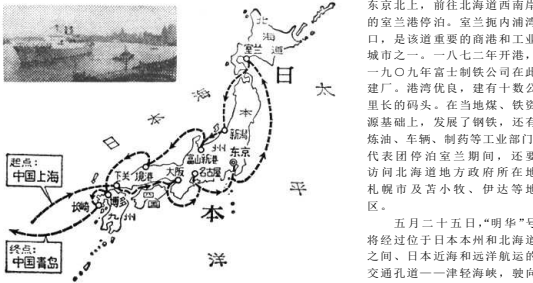 北
海
道
室兰
日
本
太
平
洋
日
本
海
州
新潟
富山新港
东京
名古屋
大阪
境港
下关
博多
长崎
九
州
四
国
本
起点：
中国上海
终点：
中国青岛
东京北上，前往北海道西南岸
的室兰港停泊。室兰扼内浦湾
口，是该道重要的商港和工业
城市之一。一八七二年开港，
一九〇九年富士制铁公司在此
建厂。港湾优良，建有十数公
里长的码头。在当地煤、铁资
源基础上，发展了钢铁，还有
炼油、车辆、制药等工业部门
代表团停泊室兰期间，还要
访问北海道地方政府所在地
札幌市及苫小牧、伊达等地
区。
五月二十五日，“明华”号
将经过位于日本本州和北海道
之间、日本近海和远洋航运的
交通孔道——津轻海峡，驶向